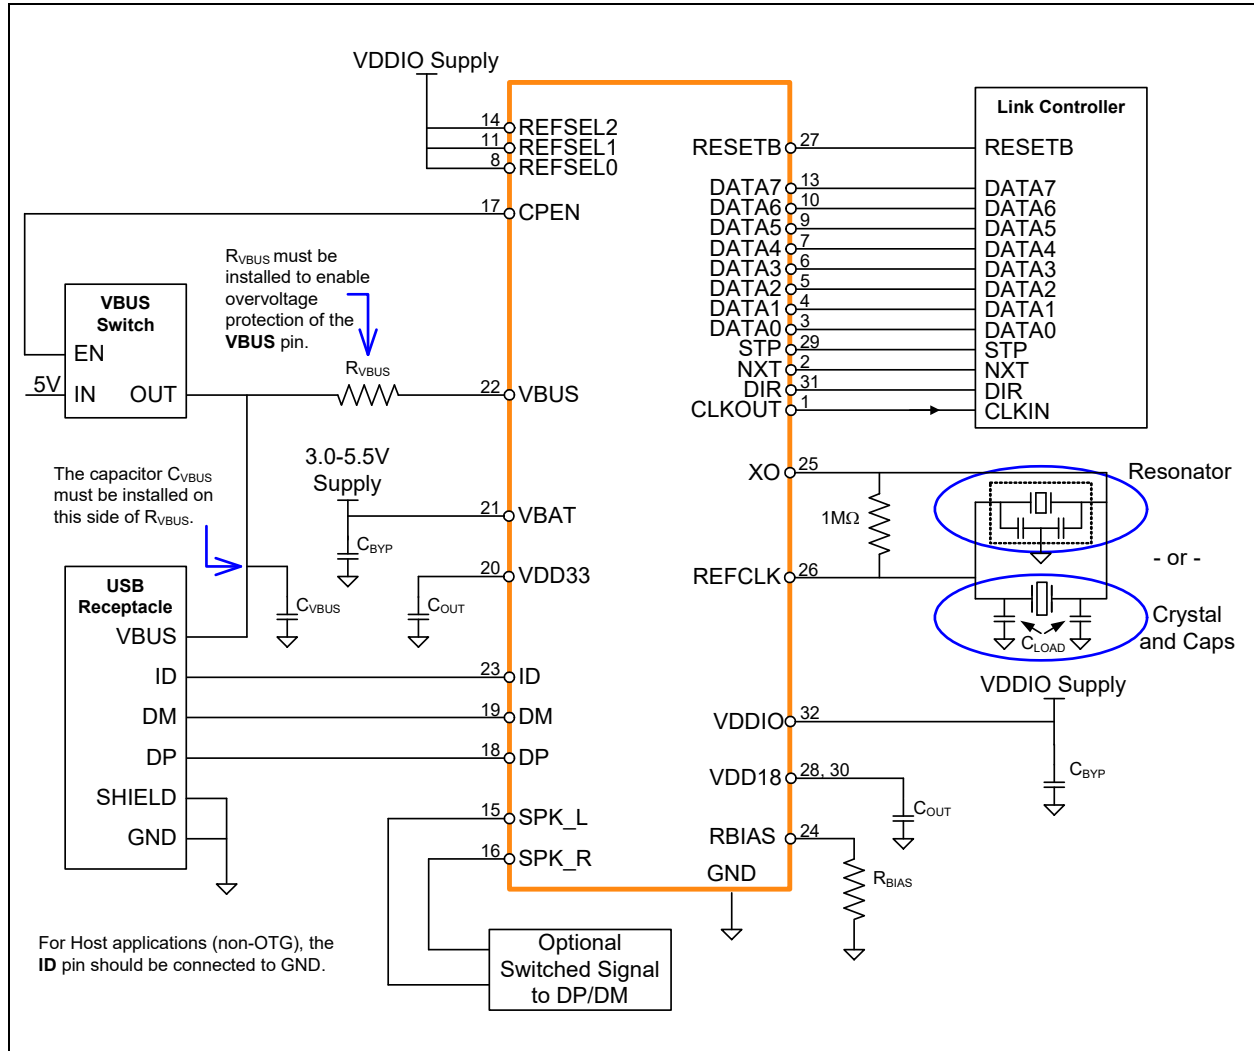 VDDIO Supply
14
REFSEL2
11
REFSEL1
8
REFSEL0
17
CPEN
RVBUS must be
installed to enable
overvoltage
protection of the
VBUS pin.
VBUS
Switch
EN
5V
IN
OUT
RVBUS
22
VBUS
3.0-5.5V
Supply
21
VBAT
CBYP
The capacitor CVBUS
must be installed on
this side of RVBUS.
20
VDD33
COUT
CVBUS
USB
Receptacle
VBUS
ID
23
ID
DM
19
DM
DP
18
DP
SHIELD
GND
15
SPK_L
16
SPK_R
GND
Optional
Switched Signal
to DP/DM
For Host applications (non-OTG), the
ID pin should be connected to GND.
Link Controller
RESETB
27
RESETB
DATA7
13
DATA7
DATA6
10
DATA6
DATA5
9
DATA5
DATA4
7
DATA4
DATA3
6
DATA3
DATA2
5
DATA2
DATA1
4
DATA1
DATA0
3
DATA0
STP
29
STP
NXT
2
NXT
DIR
31
DIR
CLKOUT
1
CLKIN
XO
25
Resonator
1MΩ
- or -
REFCLK
26
CLOAD
Crystal
and Caps
VDDIO Supply
VDDIO
32
CBYP
VDD18
28, 30
COUT
RBIAS
24
RBIAS